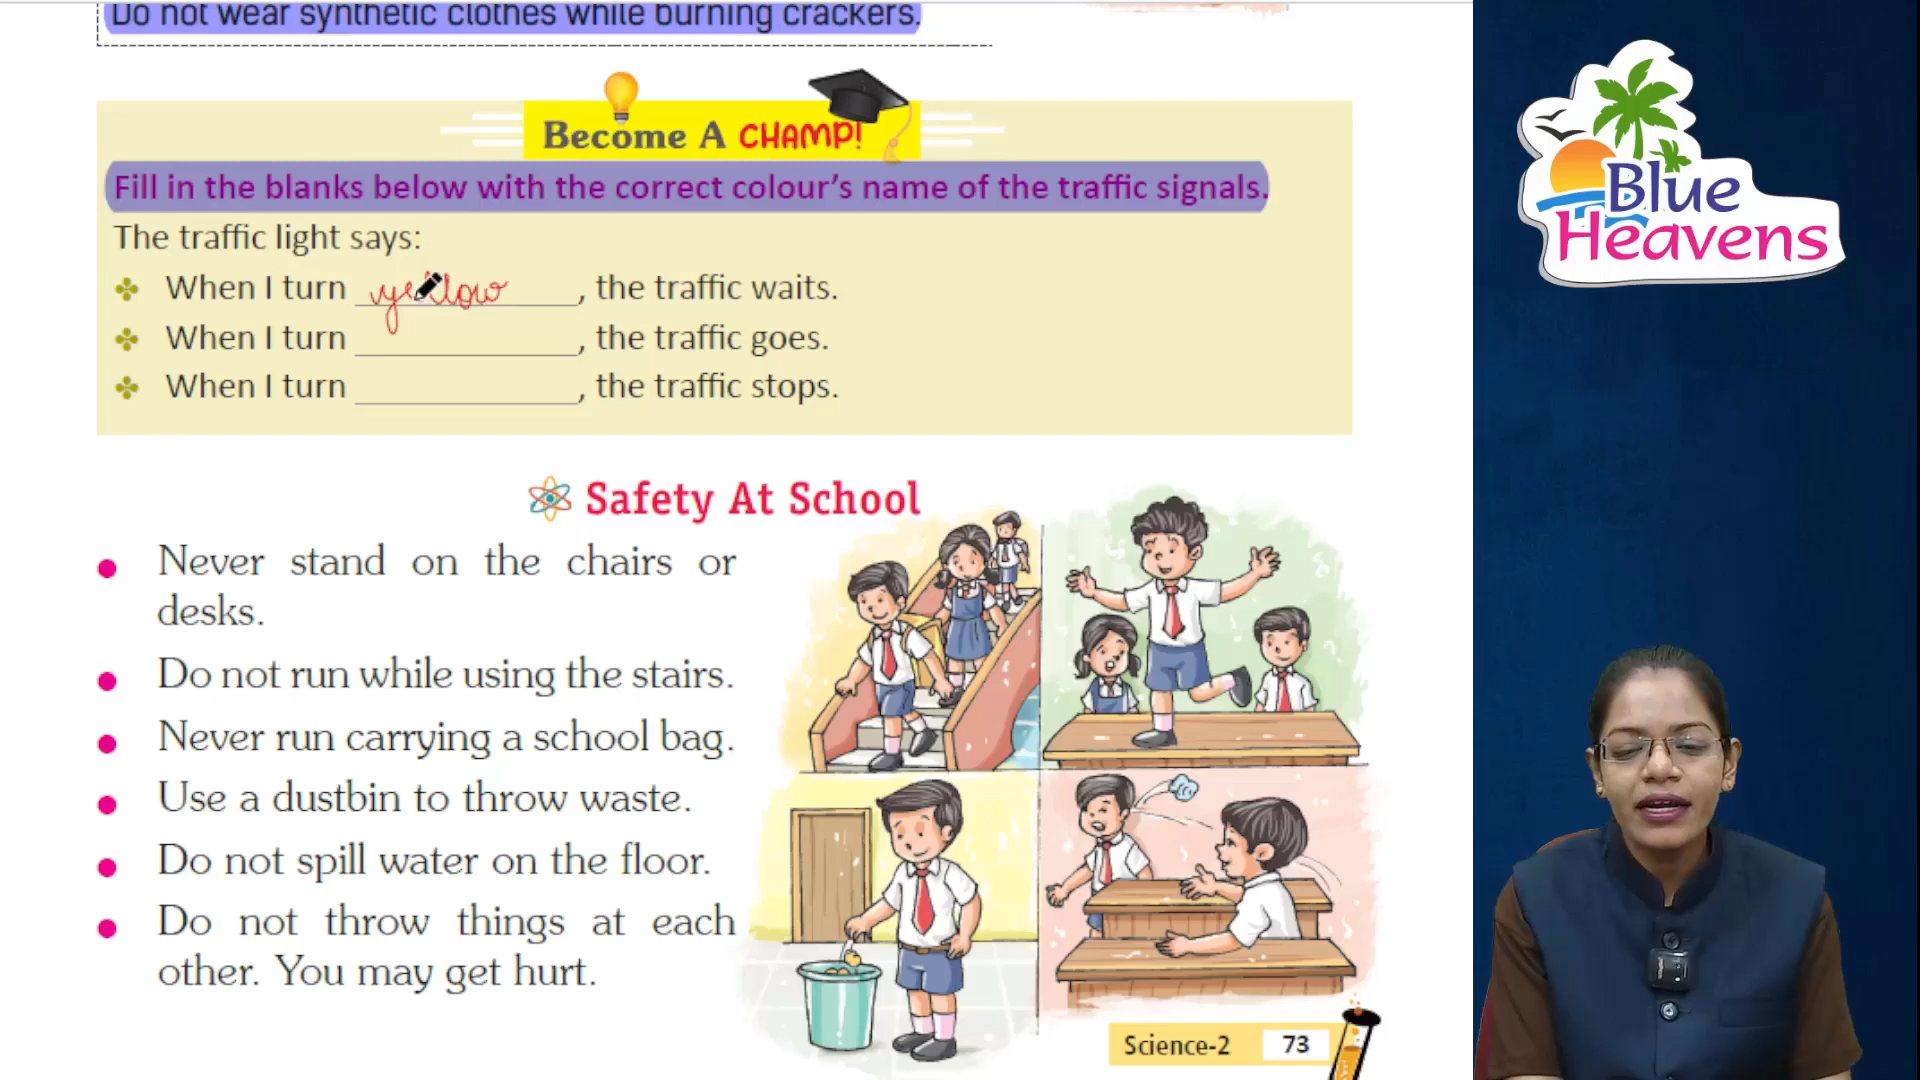 Do not wear synthetic clothes while burning crackers.
Become A CHAMP!
Fill in the blanks below with the correct colour's name of the traffic signals.
The traffic light says:
When I turn yellow, the traffic waits.
When I turn ____________, the traffic goes.
When I turn ____________, the traffic stops.
Safety At School
Never stand on the chairs or
desks.
Do not run while using the stairs.
Never run carrying a school bag.
Use a dustbin to throw waste.
Do not spill water on the floor.
Do not throw things at each
other. You may get hurt.
Science-2 73
Blue
Heavens